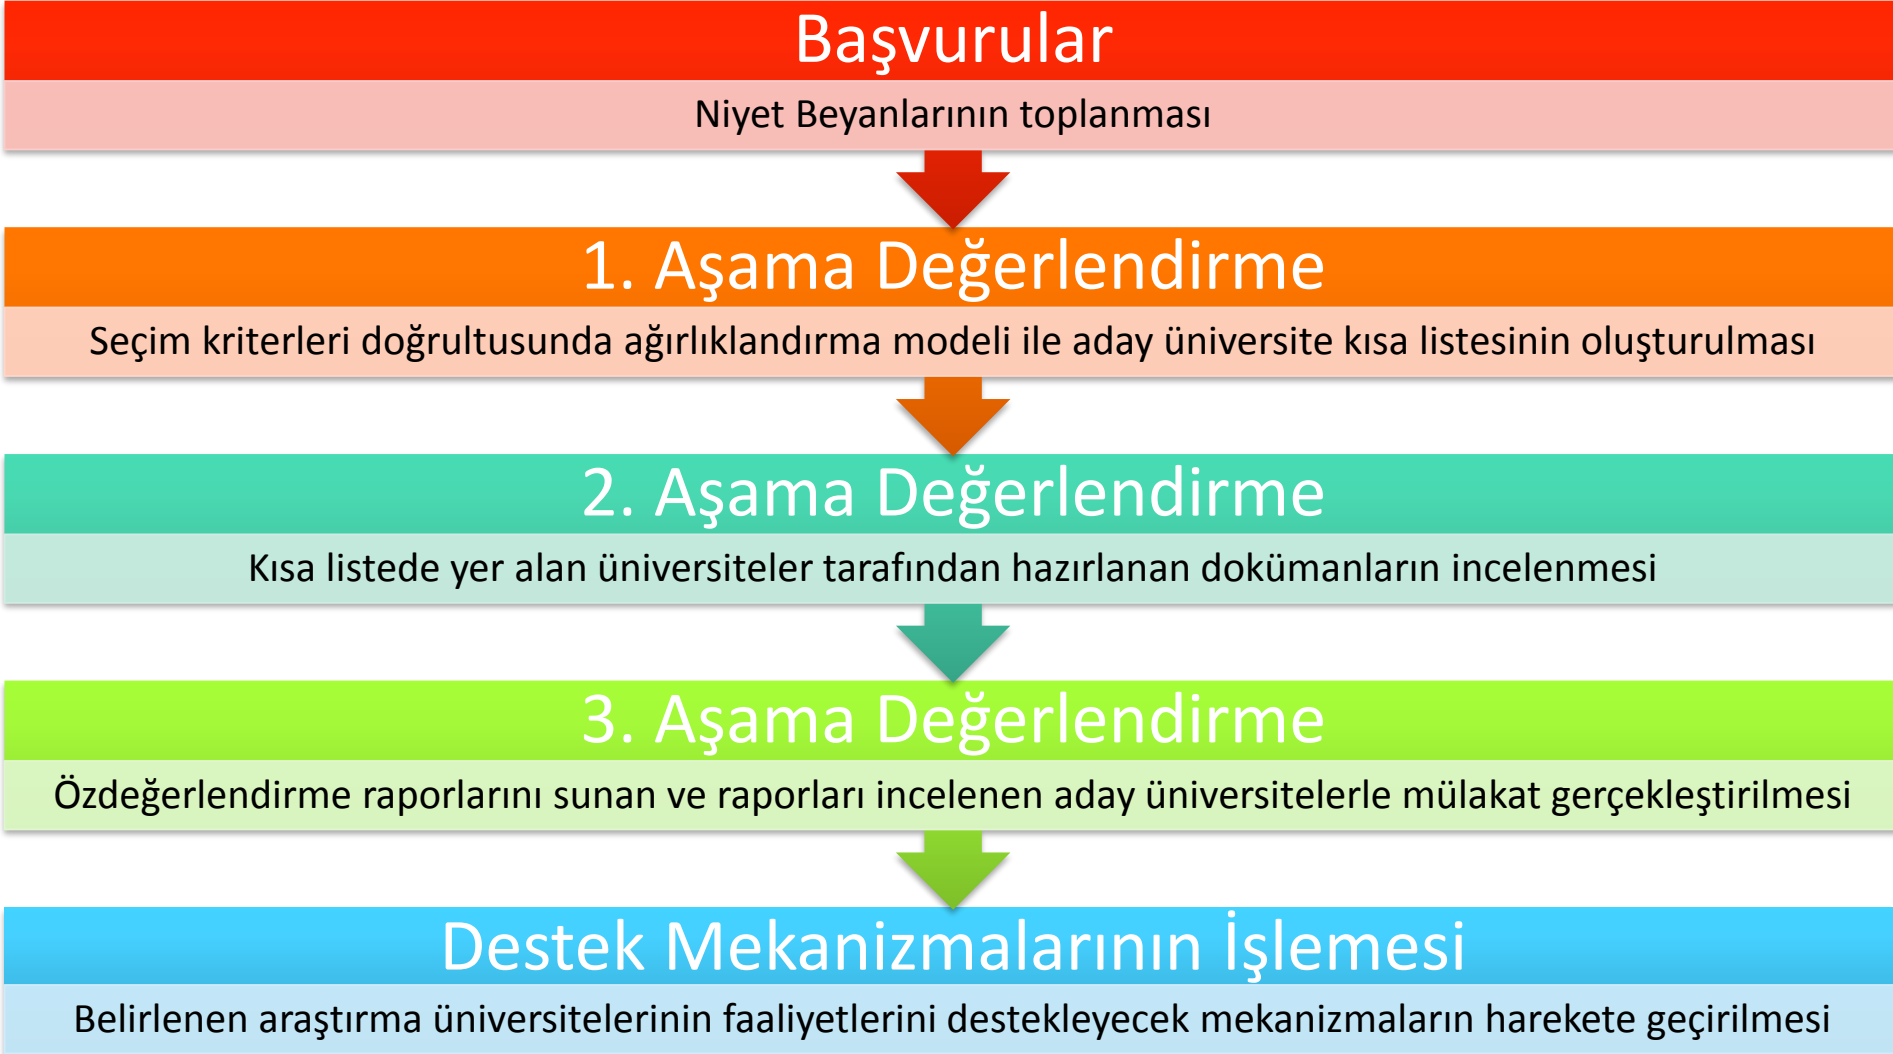 Başvurular
Niyet Beyanlarının toplanması
1. Aşama Değerlendirme
Seçim kriterleri doğrultusunda ağırlıklandırma modeli ile aday üniversite kısa listesinin oluşturulması
2. Aşama Değerlendirme
Kısa listede yer alan üniversiteler tarafından hazırlanan dokümanların incelenmesi
3. Aşama Değerlendirme
Özdeğerlendirme raporlarını sunan ve raporları incelenen aday üniversitelerle mülakat gerçekleştirilmesi
Destek Mekanizmalarının İşlemesi
Belirlenen araştırma üniversitelerinin faaliyetlerini destekleyecek mekanizmaların harekete geçirilmesi